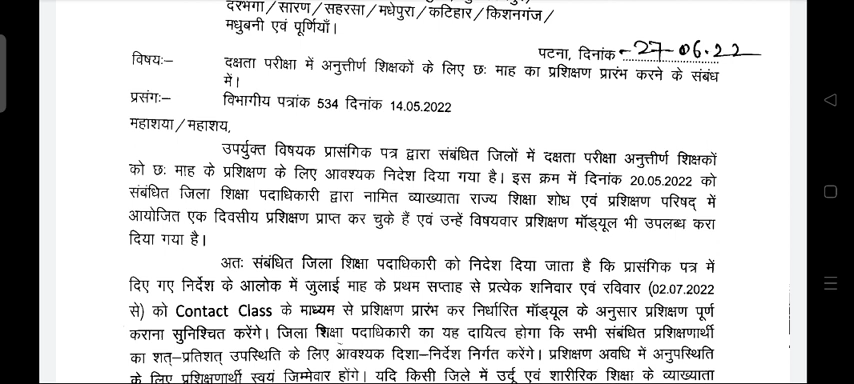 दरभंगा / सारण / सहरसा / मधेपुरा / कटिहार / किशनगंज /
मधुबनी एवं पूर्णियाँ।
पटना, दिनांक -27-06.22
विषयः– दक्षता परीक्षा में अनुत्तीर्ण शिक्षकों के लिए छः माह का प्रशिक्षण प्रारंभ करने के संबंध
में।
प्रसंगः– विभागीय पत्रांक 534 दिनांक 14.05.2022
महाशया / महाशय,
उपर्युक्त विषयक प्रासंगिक पत्र द्वारा संबंधित जिलों में दक्षता परीक्षा अनुत्तीर्ण शिक्षकों
को छः माह के प्रशिक्षण के लिए आवश्यक निदेश दिया गया है। इस क्रम में दिनांक 20.05.2022 को
संबंधित जिला शिक्षा पदाधिकारी द्वारा नामित व्याख्याता राज्य शिक्षा शोध एवं प्रशिक्षण परिषद् में
आयोजित एक दिवसीय प्रशिक्षण प्राप्त कर चुके हैं एवं उन्हें विषयवार प्रशिक्षण मॉड्यूल भी उपलब्ध करा
दिया गया है।
अतः संबंधित जिला शिक्षा पदाधिकारी को निदेश दिया जाता है कि प्रासंगिक पत्र में
दिए गए निर्देश के आलोक में जुलाई माह के प्रथम सप्ताह से प्रत्येक शनिवार एवं रविवार (02.07.2022
से) को Contact Class के माध्यम से प्रशिक्षण प्रारंभ कर निर्धारित मॉड्यूल के अनुसार प्रशिक्षण पूर्ण
कराना सुनिश्चित करेंगे। जिला शिक्षा पदाधिकारी का यह दायित्व होगा कि सभी संबंधित प्रशिक्षणार्थी
का शत्–प्रतिशत् उपस्थिति के लिए आवश्यक दिशा–निर्देश निर्गत करेंगे। प्रशिक्षण अवधि में अनुपस्थिति
के लिए प्रशिक्षणार्थी स्वयं जिम्मेवार होंगे। यदि किसी जिले में उर्दू एवं शारीरिक शिक्षा के व्याख्याता